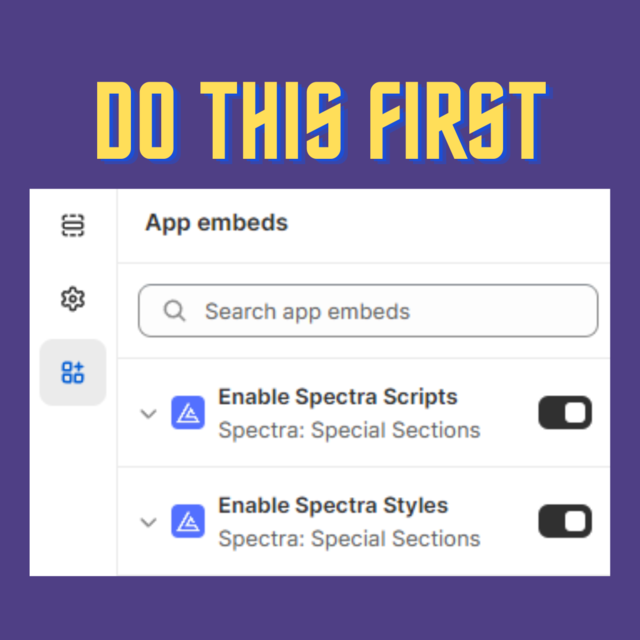 DO THIS FIRST
App embeds
Search app embeds
Enable Spectra Scripts
Spectra: Special Sections
Enable Spectra Styles
Spectra: Special Sections